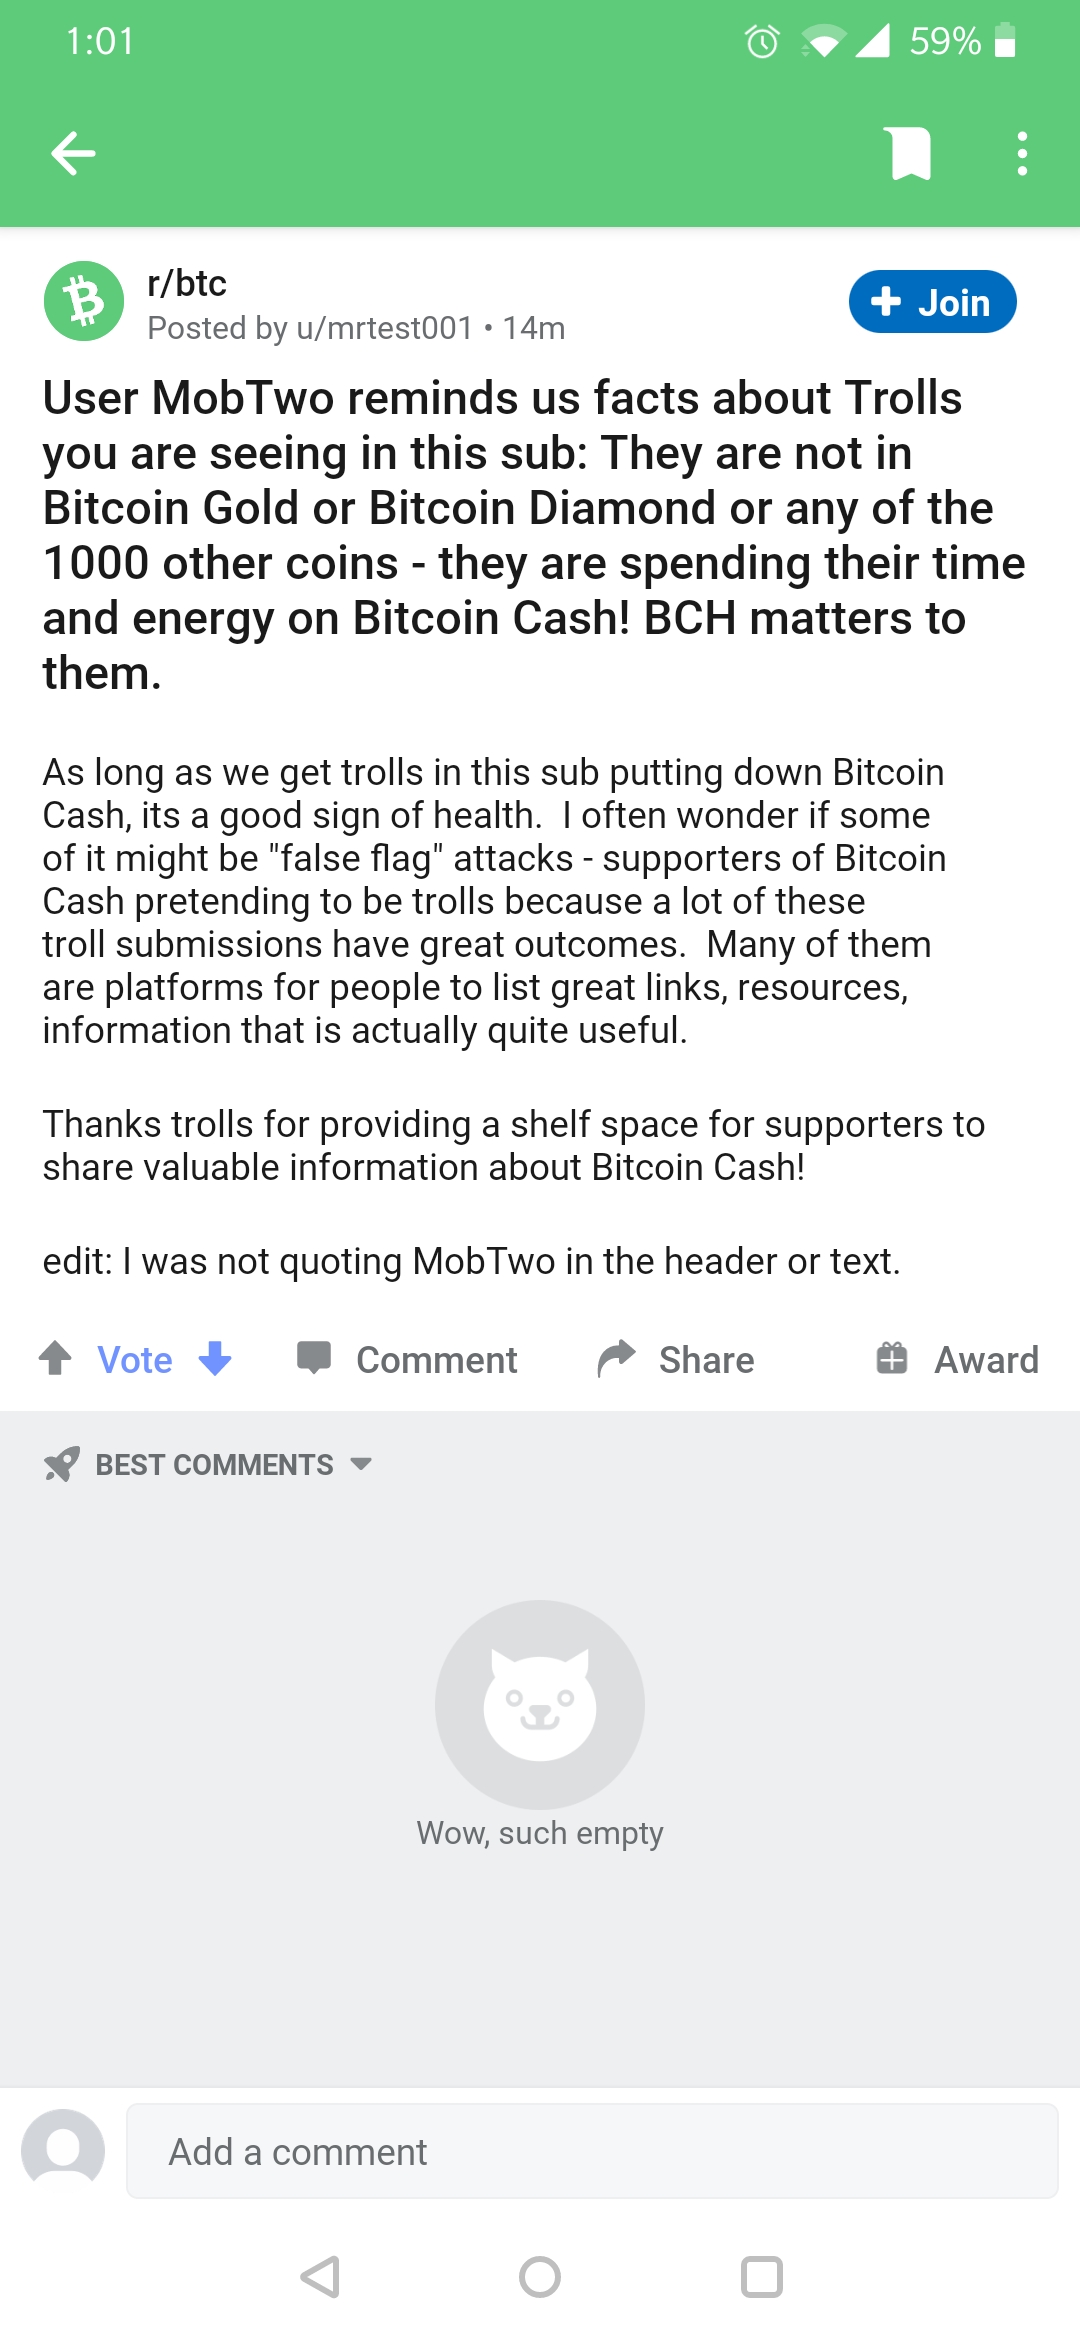 1:01
59%
r/btc
Posted by u/mrtest001 • 14m
Join
User MobTwo reminds us facts about Trolls
you are seeing in this sub: They are not in
Bitcoin Gold or Bitcoin Diamond or any of the
1000 other coins - they are spending their time
and energy on Bitcoin Cash! BCH matters to
them.
As long as we get trolls in this sub putting down Bitcoin
Cash, its a good sign of health.  I often wonder if some
of it might be "false flag" attacks - supporters of Bitcoin
Cash pretending to be trolls because a lot of these
troll submissions have great outcomes.  Many of them
are platforms for people to list great links, resources,
information that is actually quite useful.
Thanks trolls for providing a shelf space for supporters to
share valuable information about Bitcoin Cash!
edit: I was not quoting MobTwo in the header or text.
Vote Comment Share Award
BEST COMMENTS
Wow, such empty
Add a comment